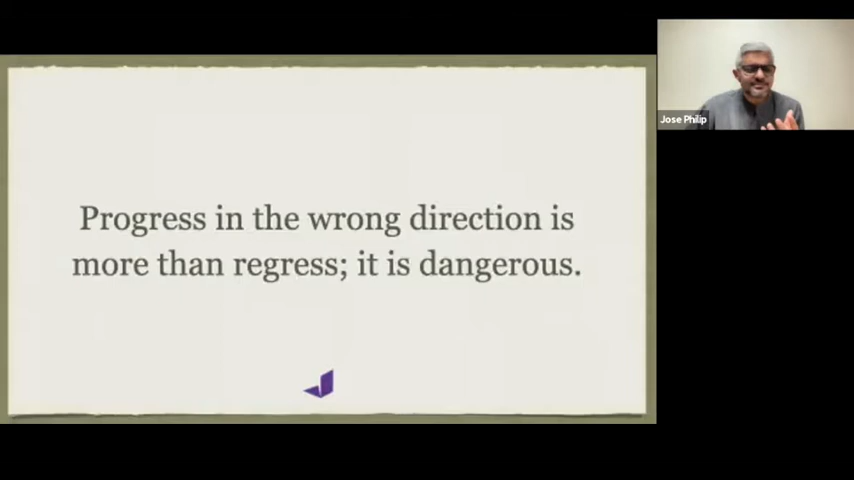 Progress in the wrong direction is
more than regress; it is dangerous.
Jose Philip